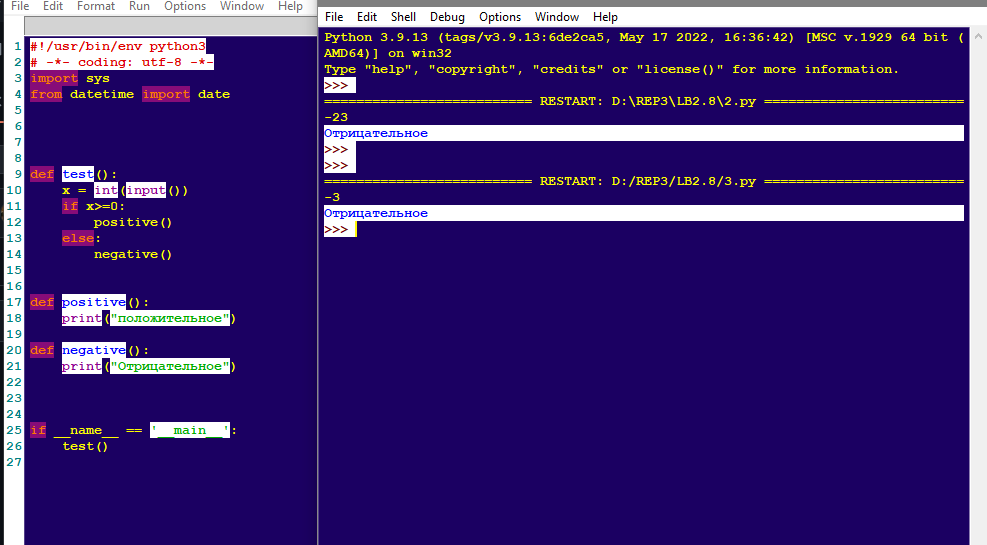 File Edit Format Run Options Window Help
1 #!/usr/bin/env python3
2 # -*- coding: utf-8 -*-
3 import sys
4 from datetime import date
5
6
7
8
9 def test():
10     x = int(input())
11     if x>=0:
12         positive()
13     else:
14         negative()
15
16
17 def positive():
18     print("положительное")
19
20 def negative():
21     print("Отрицательное")
22
23
24
25 if __name__ == '__main__':
26     test()
27
File Edit Shell Debug Options Window Help
Python 3.9.13 (tags/v3.9.13:6de2ca5, May 17 2022, 16:36:42) [MSC v.1929 64 bit (
AMD64)] on win32
Type "help", "copyright", "credits" or "license()" for more information.
>>>
========================== RESTART: D:\REP3\LB2.8\2.py =========================
-23
Отрицательное
>>>
>>>
========================== RESTART: D:/REP3/LB2.8/3.py =========================
-3
Отрицательное
>>>